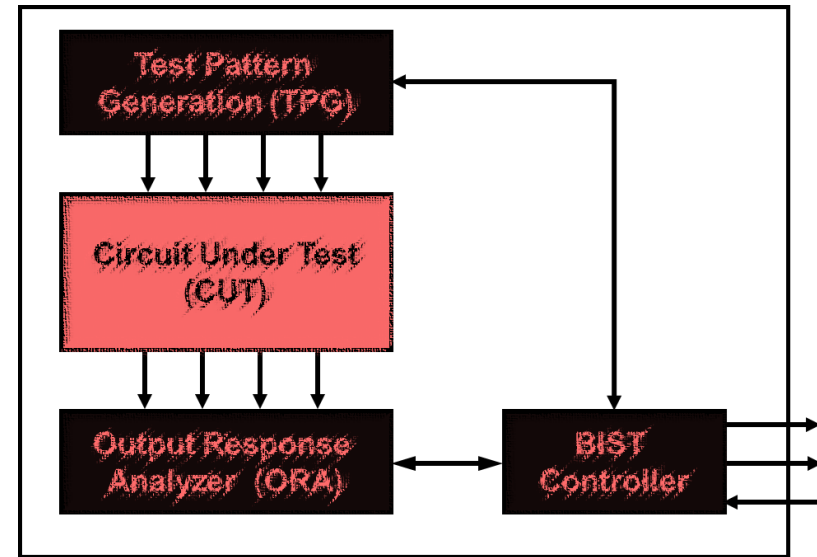 Test Pattern
Generation (TPG)
Circuit Under Test
(CUT)
Output Response
Analyzer (ORA)
BIST
Controller